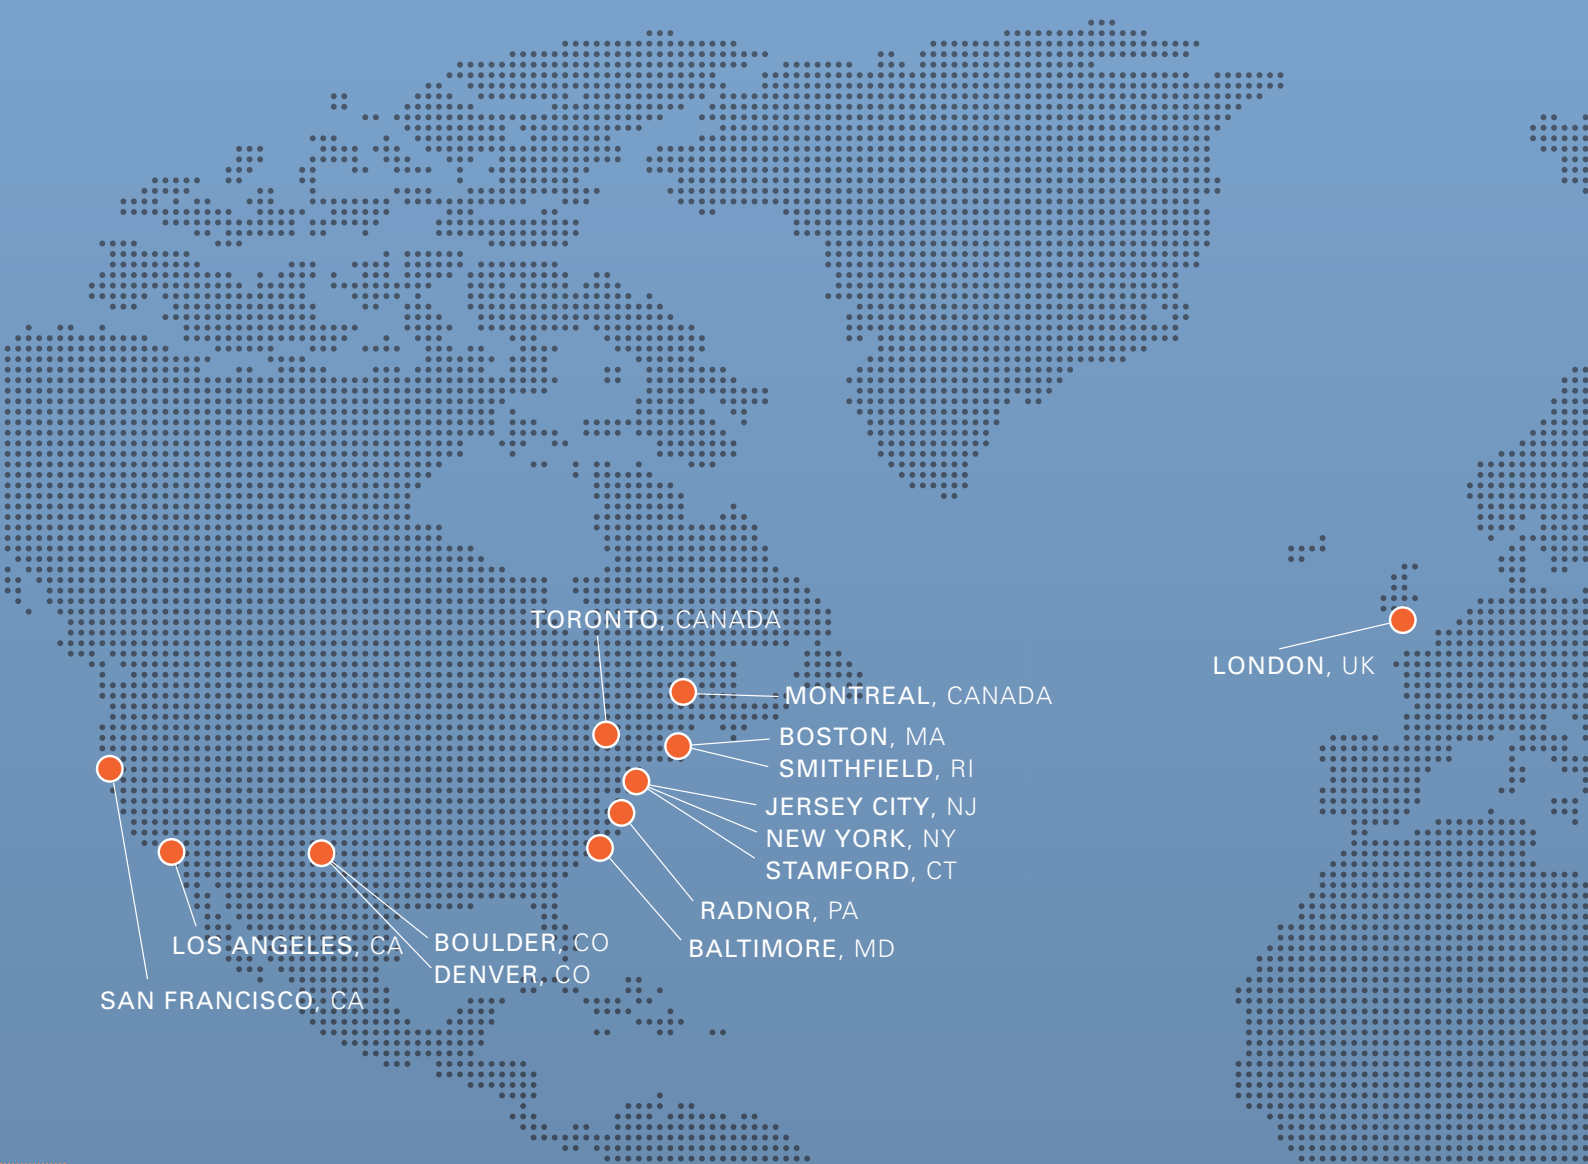 TORONTO, CANADA
LONDON, UK
MONTREAL, CANADA
BOSTON, MA
SMITHFIELD, RI
JERSEY CITY, NJ
NEW YORK, NY
STAMFORD, CT
RADNOR, PA
BALTIMORE, MD
LOS ANGELES, CA
BOULDER, CO
DENVER, CO
SAN FRANCISCO, CA